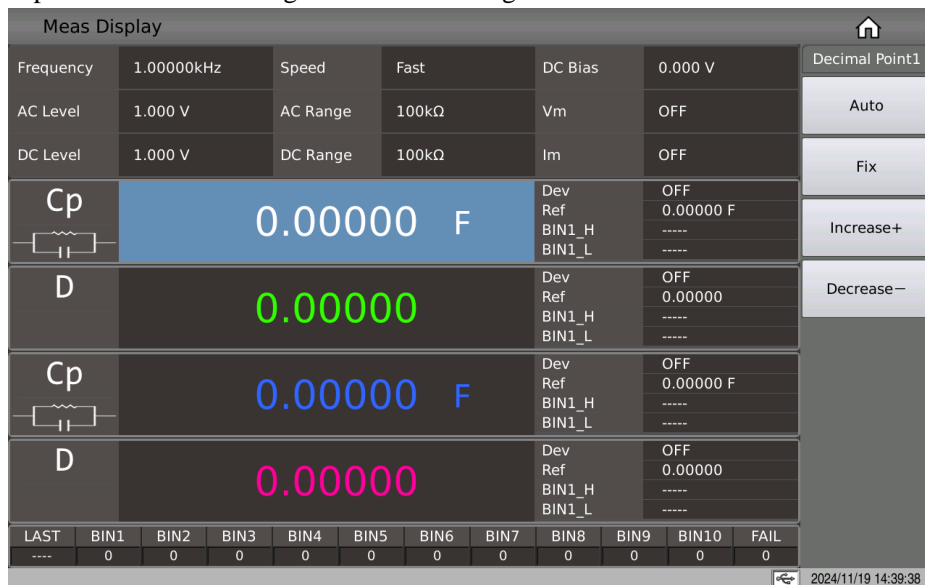 Meas Display
Decimal Point1
Frequency 1.00000kHz Speed Fast DC Bias 0.000 V
Auto
AC Level 1.000 V AC Range 100kΩ Vm OFF
DC Level 1.000 V DC Range 100kΩ Im OFF
Fix
Cp 0.00000 F
Dev OFF
Ref 0.00000 F
BIN1_H -----
BIN1_L -----
Increase+
D 0.00000
Dev OFF
Ref 0.00000
BIN1_H -----
BIN1_L -----
Decrease−
Cp 0.00000 F
Dev OFF
Ref 0.00000 F
BIN1_H -----
BIN1_L -----
D 0.00000
Dev OFF
Ref 0.00000
BIN1_H -----
BIN1_L -----
LAST BIN1 BIN2 BIN3 BIN4 BIN5 BIN6 BIN7 BIN8 BIN9 BIN10 FAIL
---- 0 0 0 0 0 0 0 0 0 0 0
2024/11/19 14:39:38